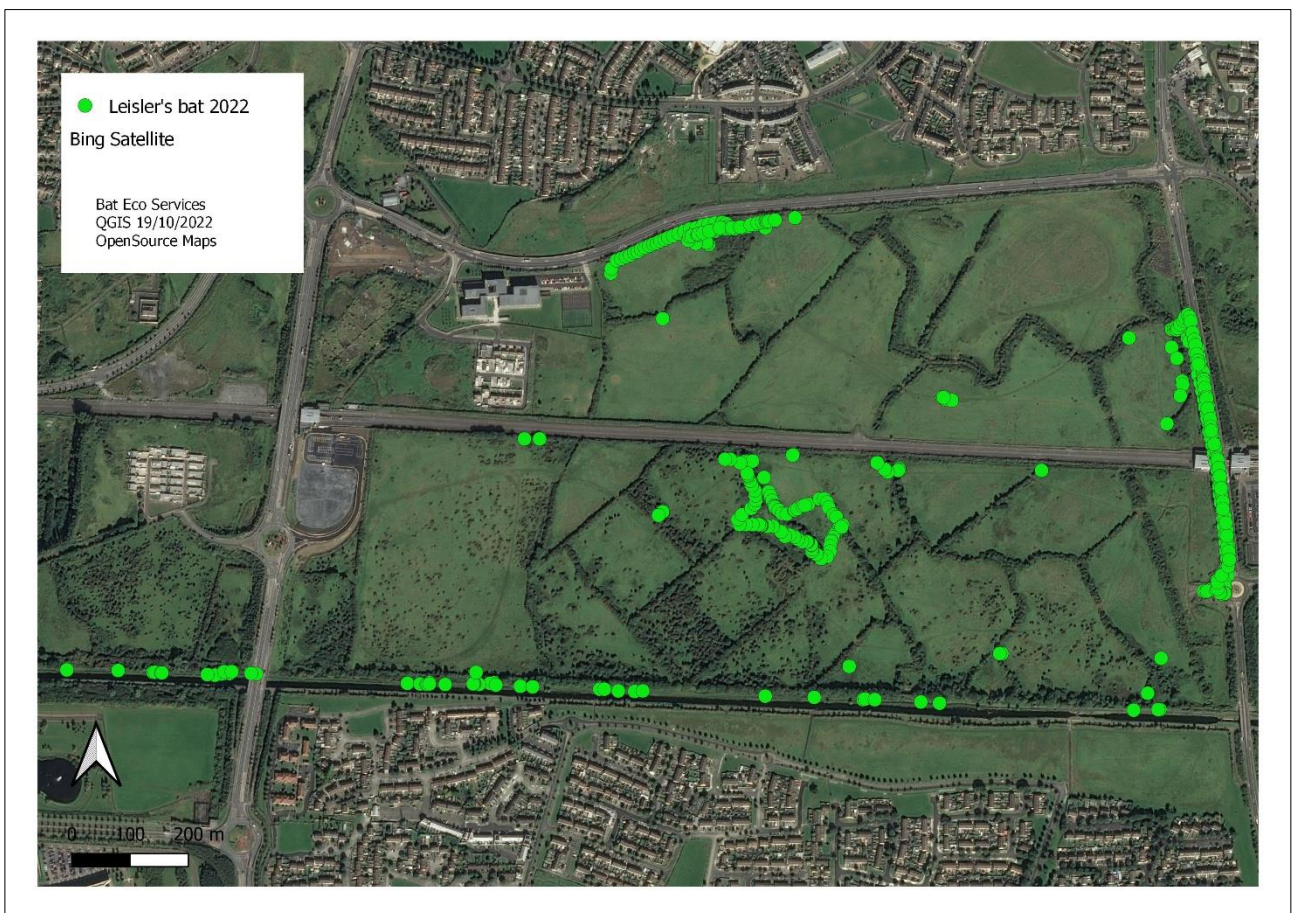 Leisler's bat 2022
Bing Satellite
Bat Eco Services
QGIS 19/10/2022
OpenSource Maps
0 100 200 m